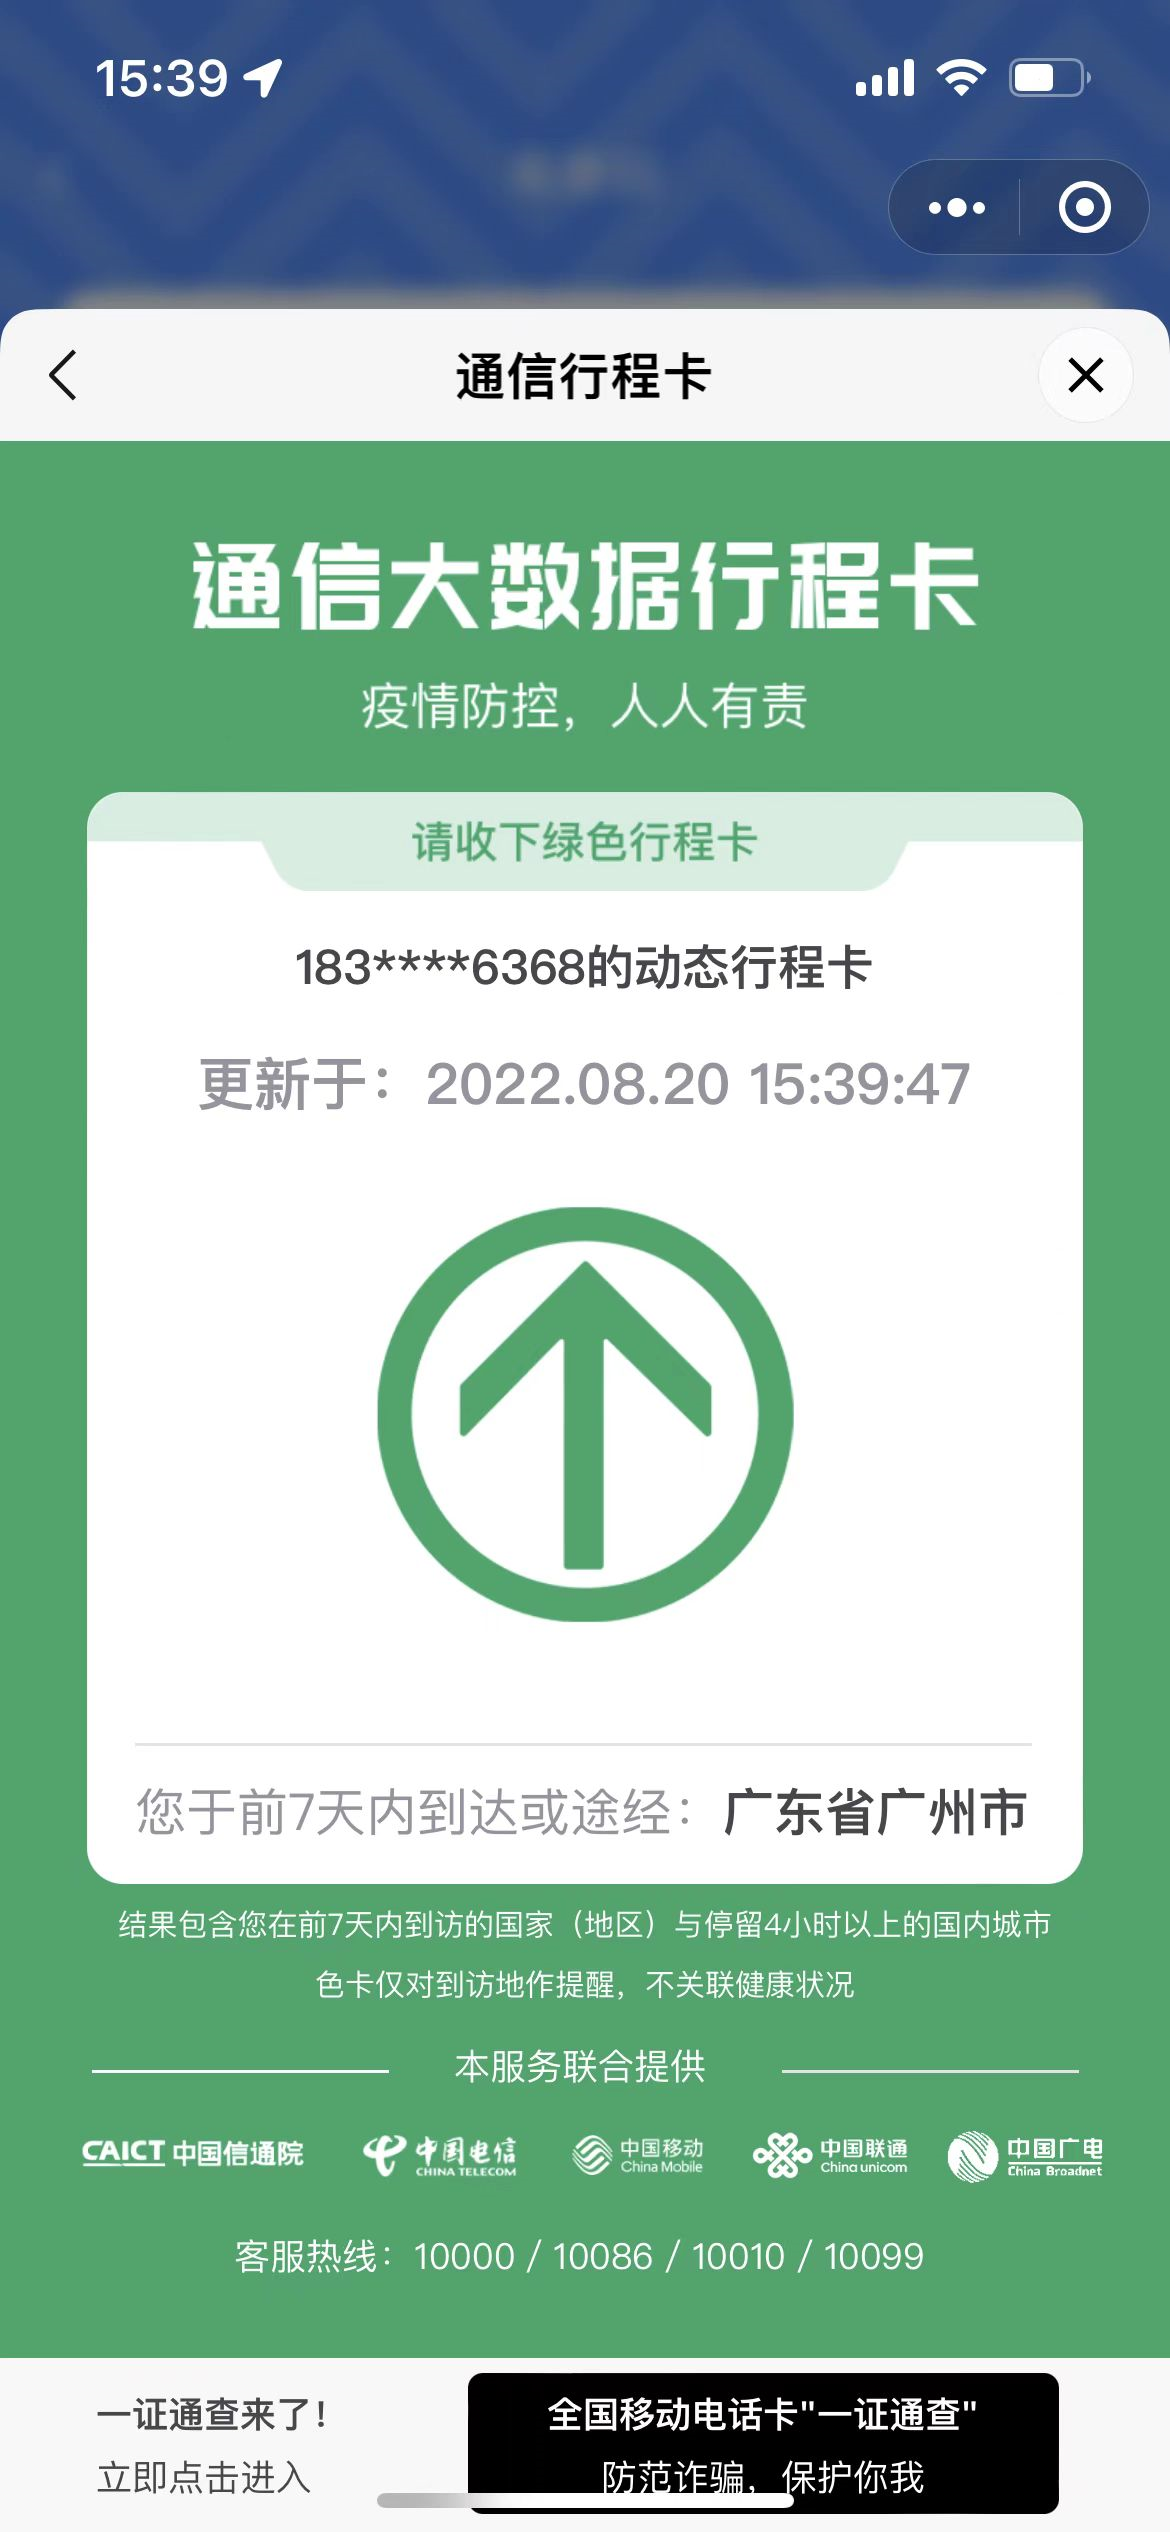 15:39
通信行程卡
通信大数据行程卡
疫情防控，人人有责
请收下绿色行程卡
183****6368的动态行程卡
更新于：2022.08.20 15:39:47
您于前7天内到达或途经：广东省广州市
结果包含您在前7天内到访的国家（地区）与停留4小时以上的国内城市
色卡仅对到访地作提醒，不关联健康状况
本服务联合提供
CAICT 中国信通院
中国电信
CHINA TELECOM
中国移动
China Mobile
中国联通
China unicom
中国广电
China Broadnet
客服热线：10000 / 10086 / 10010 / 10099
一证通查来了！
立即点击进入
全国移动电话卡"一证通查"
防范诈骗，保护你我